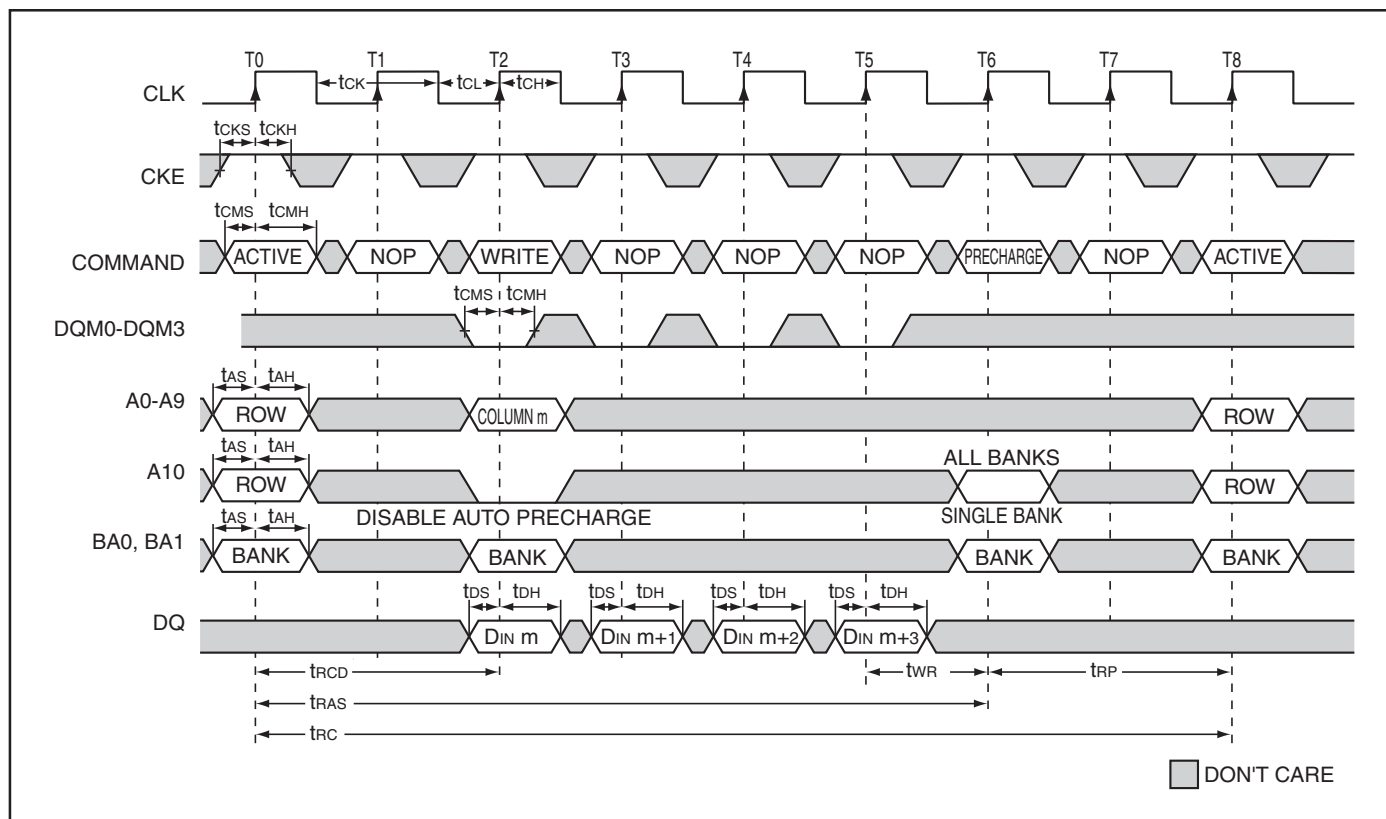 T0 T1 T2 T3 T4 T5 T6 T7 T8
CLK tCK tCL tCH
tCKS tCKH
CKE
tCMS tCMH
COMMAND ACTIVE NOP WRITE NOP NOP NOP PRECHARGE NOP ACTIVE
tCMS tCMH
DQM0-DQM3
tAS tAH
A0-A9 ROW COLUMN m ROW
tAS tAH ALL BANKS
A10 ROW ROW
tAS tAH DISABLE AUTO PRECHARGE SINGLE BANK
BA0, BA1 BANK BANK BANK BANK
tDS tDH tDS tDH tDS tDH tDS tDH
DQ DIN m DIN m+1 DIN m+2 DIN m+3
tRCD tWR tRP
tRAS
tRC
DON'T CARE